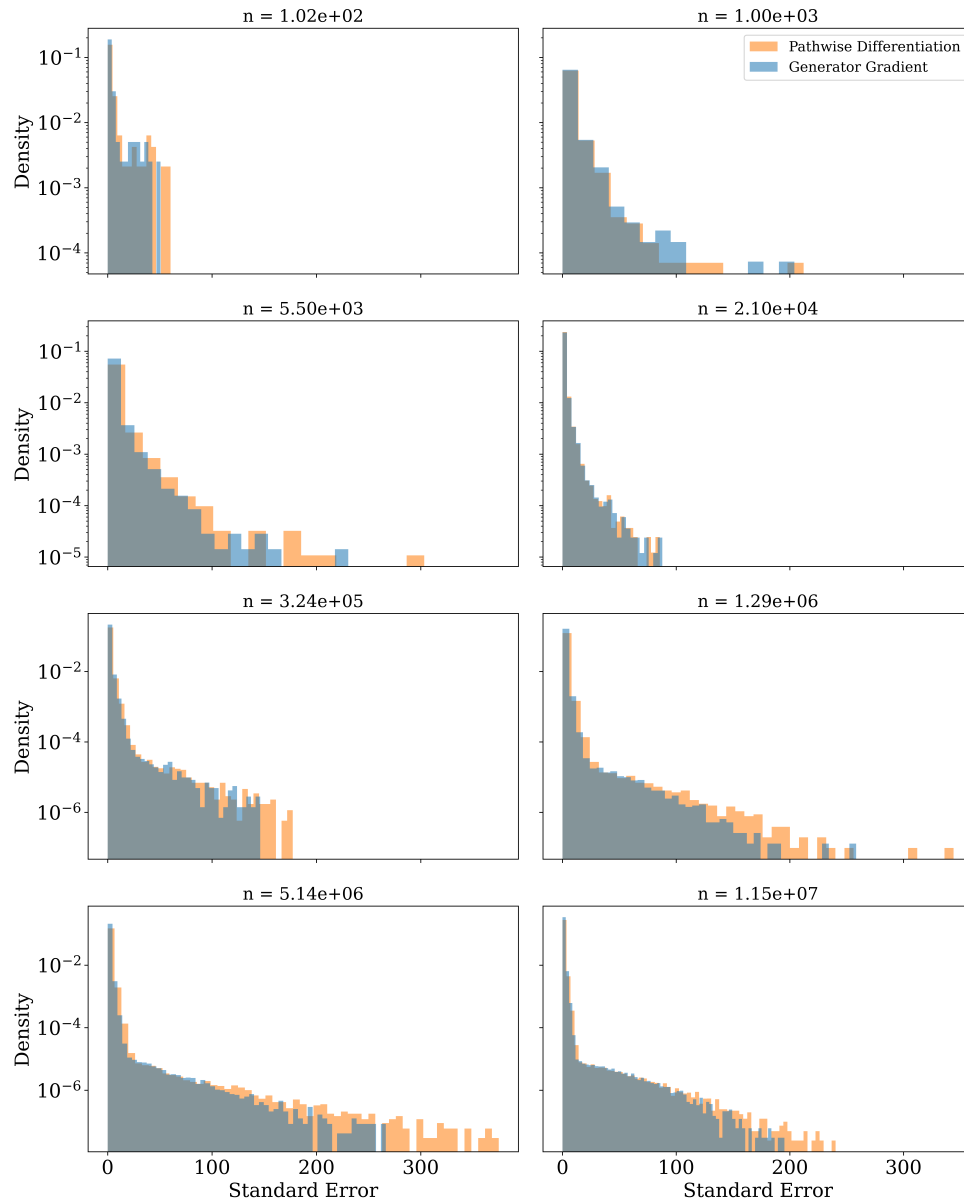 n = 1.02e+02
n = 1.00e+03
Pathwise Differentiation
Generator Gradient
Density
10⁻¹
10⁻²
10⁻³
10⁻⁴
n = 5.50e+03
n = 2.10e+04
Density
10⁻¹
10⁻²
10⁻³
10⁻⁴
10⁻⁵
n = 3.24e+05
n = 1.29e+06
Density
10⁻²
10⁻⁴
10⁻⁶
n = 5.14e+06
n = 1.15e+07
Density
10⁻²
10⁻⁴
10⁻⁶
0 100 200 300 0 100 200 300
Standard Error Standard Error